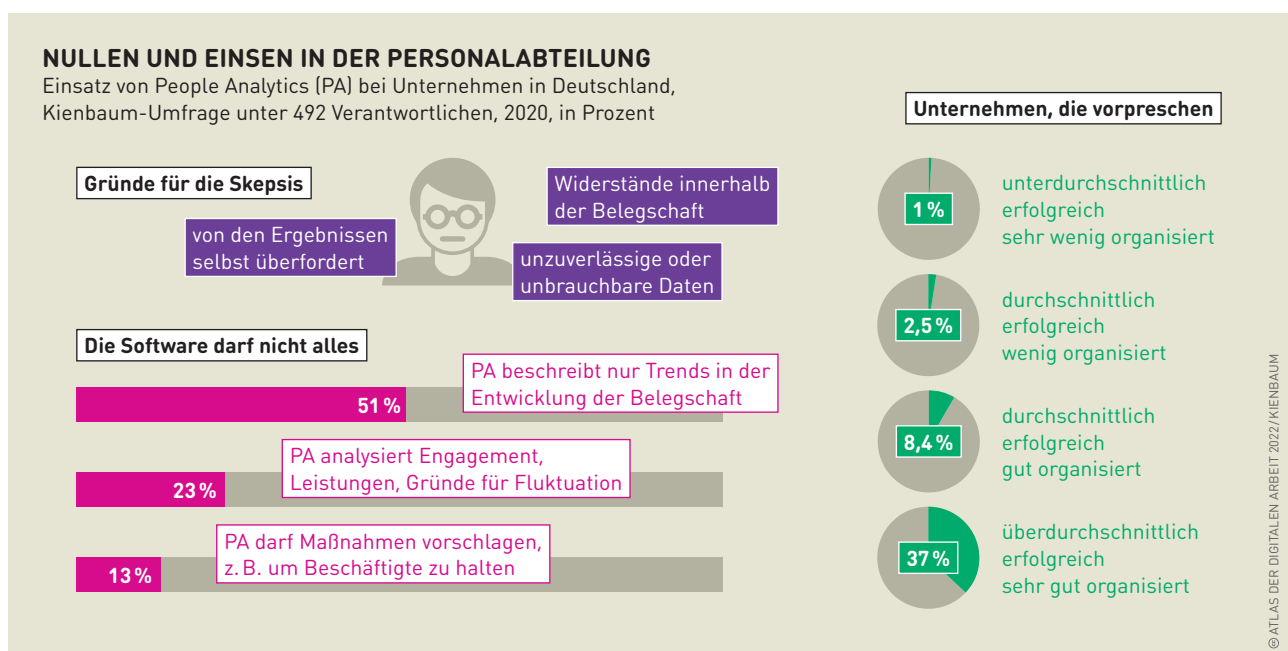 NULLEN UND EINSEN IN DER PERSONALABTEILUNG
Einsatz von People Analytics (PA) bei Unternehmen in Deutschland,
Kienbaum-Umfrage unter 492 Verantwortlichen, 2020, in Prozent
Gründe für die Skepsis
von den Ergebnissen
selbst überfordert
Widerstände innerhalb
der Belegschaft
unzuverlässige oder
unbrauchbare Daten
Die Software darf nicht alles
51 %
PA beschreibt nur Trends in der
Entwicklung der Belegschaft
23 %
PA analysiert Engagement,
Leistungen, Gründe für Fluktuation
13 %
PA darf Maßnahmen vorschlagen,
z. B. um Beschäftigte zu halten
Unternehmen, die vorpreschen
1 %
unterdurchschnittlich
erfolgreich
sehr wenig organisiert
2,5 %
durchschnittlich
erfolgreich
wenig organisiert
8,4 %
durchschnittlich
erfolgreich
gut organisiert
37 %
überdurchschnittlich
erfolgreich
sehr gut organisiert
ATLAS DER DIGITALEN ARBEIT 2022 / KIENBAUM